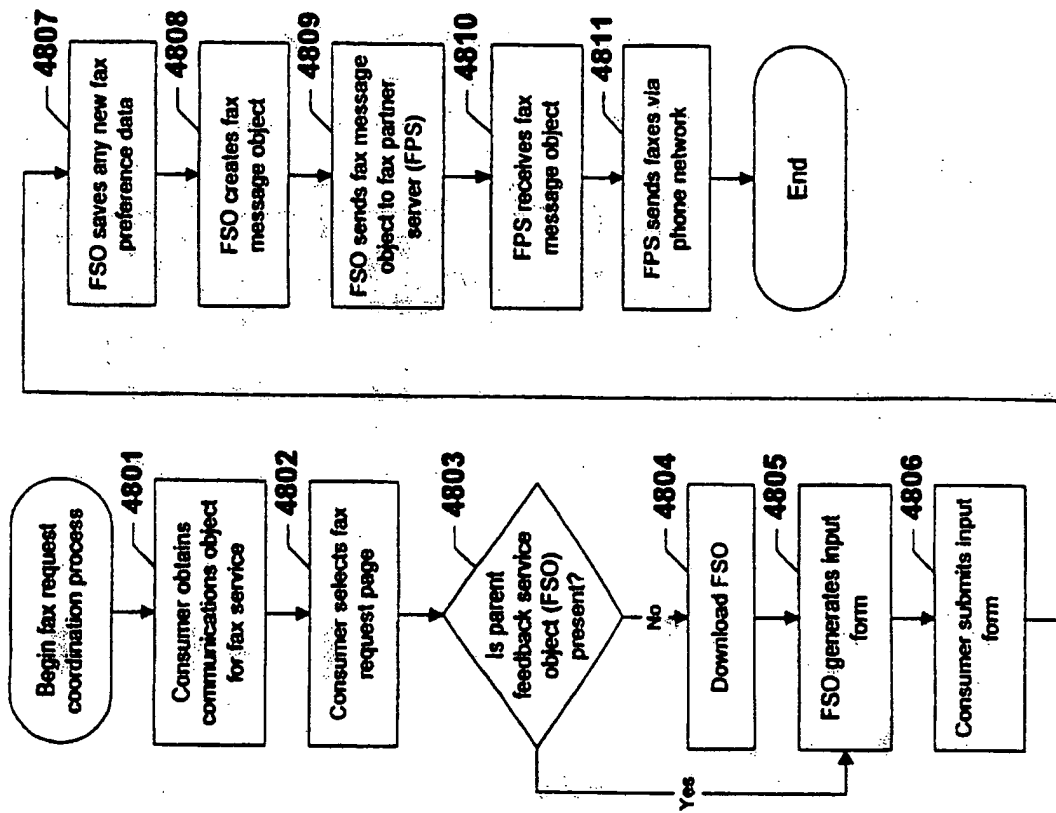 Begin fax request
coordination process
4801
Consumer obtains
communications object
for fax service
4802
Consumer selects fax
request page
4803
Is parent
feedback service
object (FSO)
present?
No
Yes
4804
Download FSO
4805
FSO generates input
form
4806
Consumer submits input
form
4807
FSO saves any new fax
preference data
4808
FSO creates fax
message object
4809
FSO sends fax message
object to fax partner
server (FPS)
4810
FPS receives fax
message object
4811
FPS sends faxes via
phone network
End